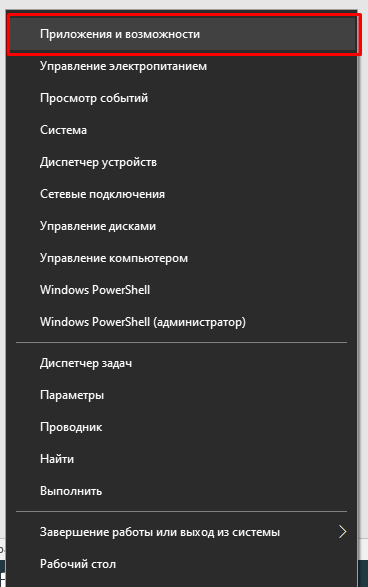 Приложения и возможности
Управление электропитанием
Просмотр событий
Система
Диспетчер устройств
Сетевые подключения
Управление дисками
Управление компьютером
Windows PowerShell
Windows PowerShell (администратор)
Диспетчер задач
Параметры
Проводник
Найти
Выполнить
Завершение работы или выход из системы
Рабочий стол